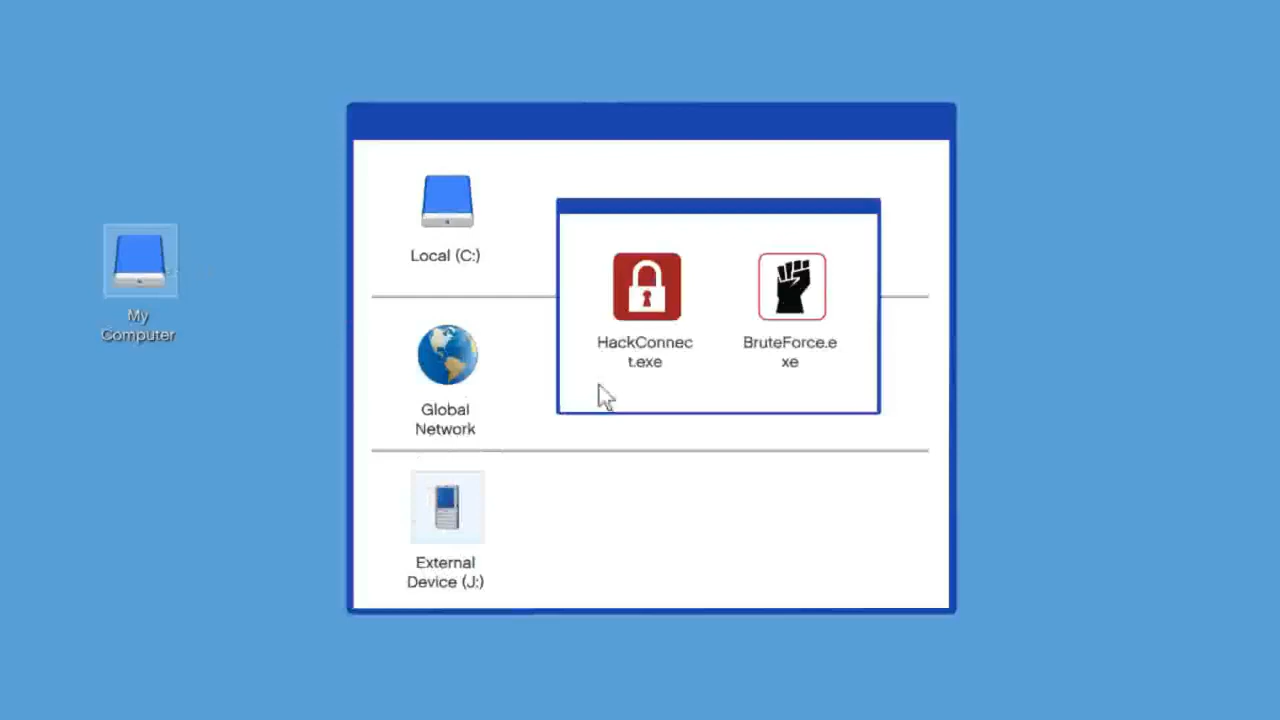 Local (C:)
HackConnec
t.exe
BruteForce.e
xe
My
Computer
Global
Network
External
Device (J:)